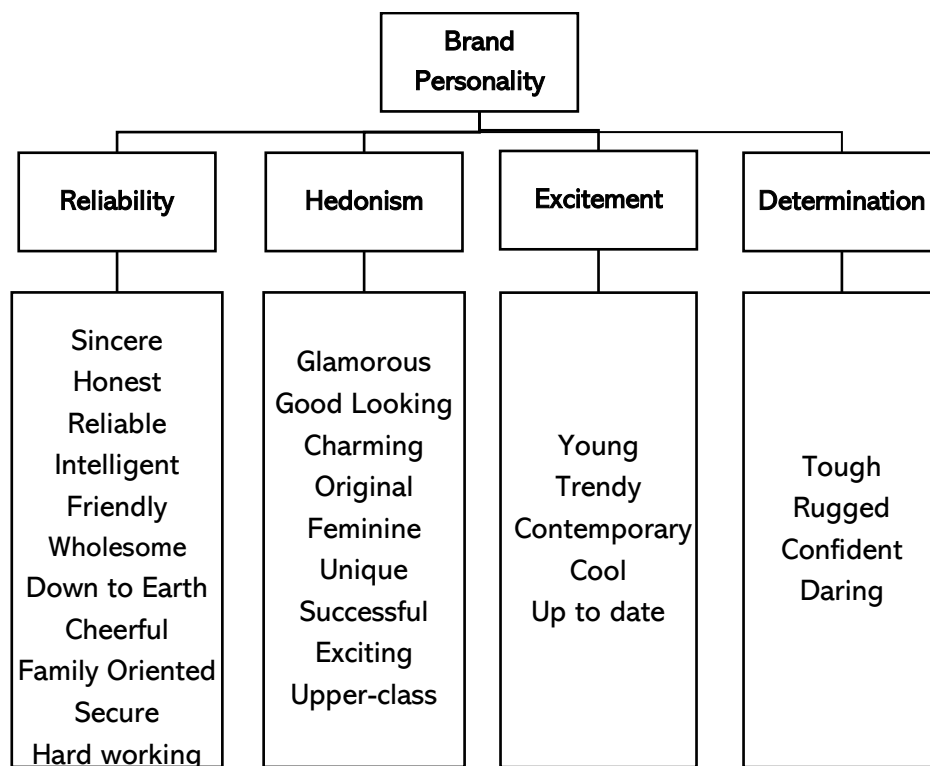 Brand
Personality
Reliability
Hedonism
Excitement
Determination
Sincere
Honest
Reliable
Intelligent
Friendly
Wholesome
Down to Earth
Cheerful
Family Oriented
Secure
Hard working
Glamorous
Good Looking
Charming
Original
Feminine
Unique
Successful
Exciting
Upper-class
Young
Trendy
Contemporary
Cool
Up to date
Tough
Rugged
Confident
Daring